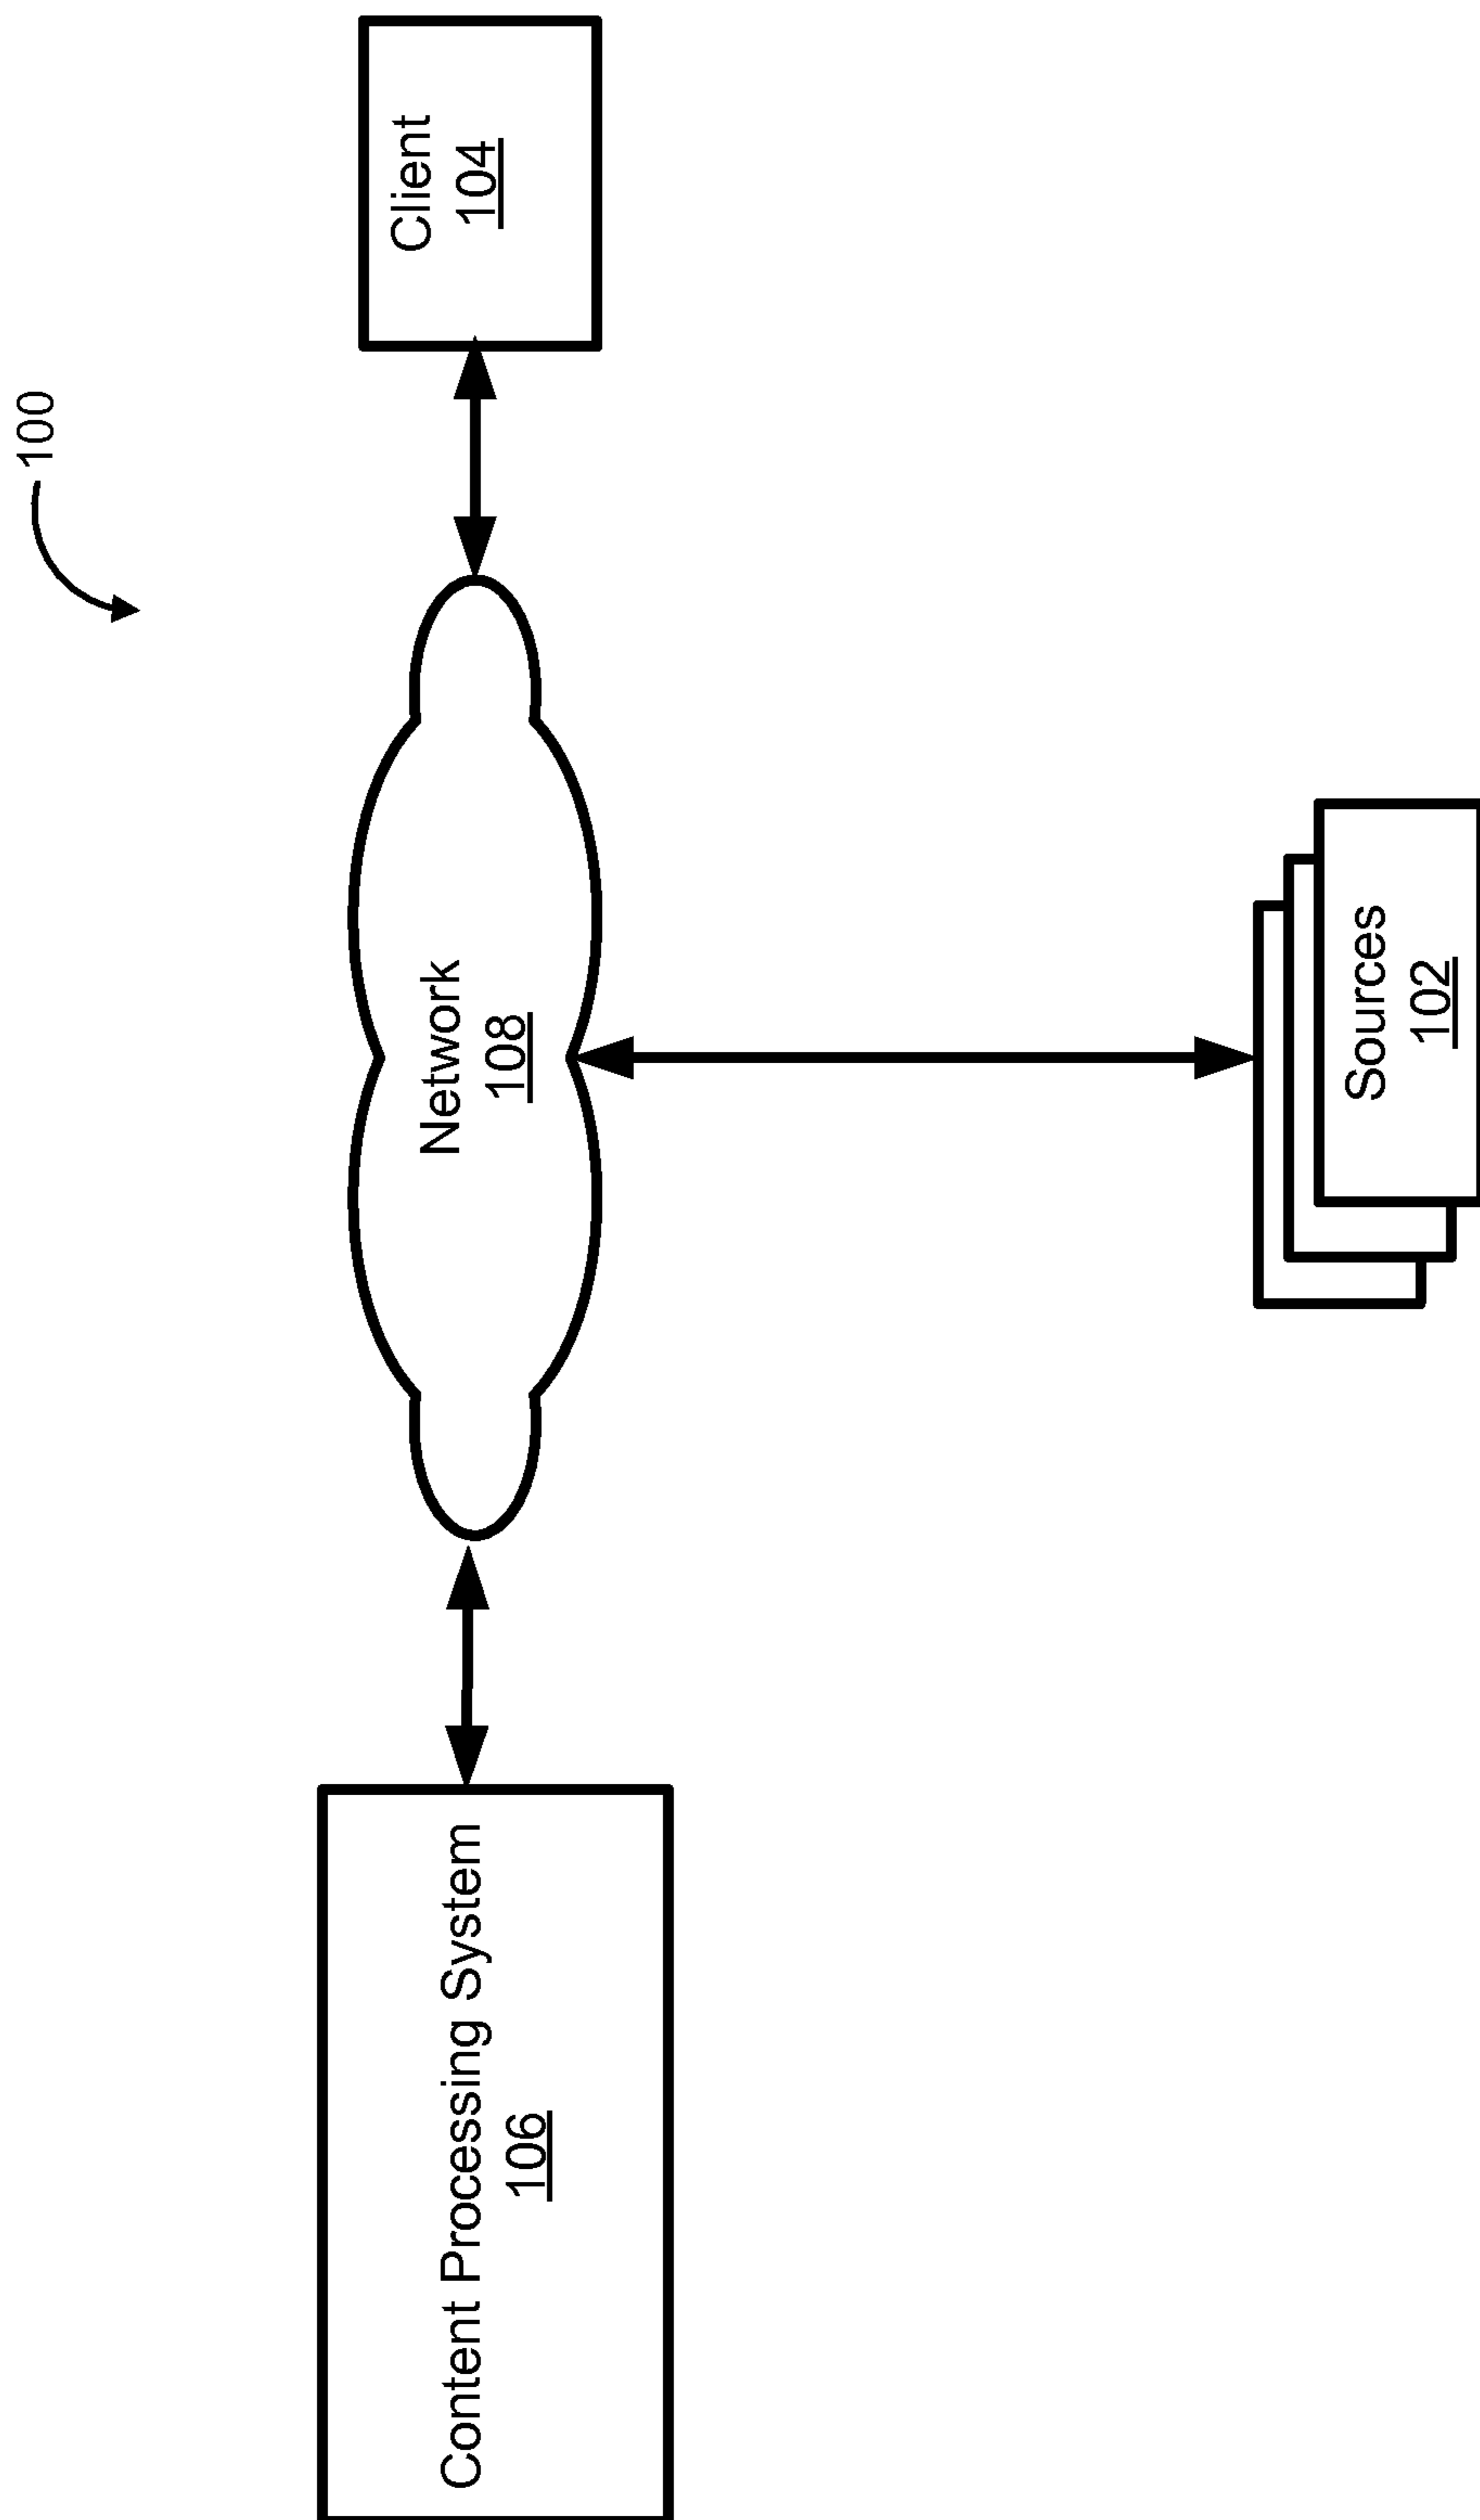 100
Content Processing System
106
Network
108
Client
104
Sources
102